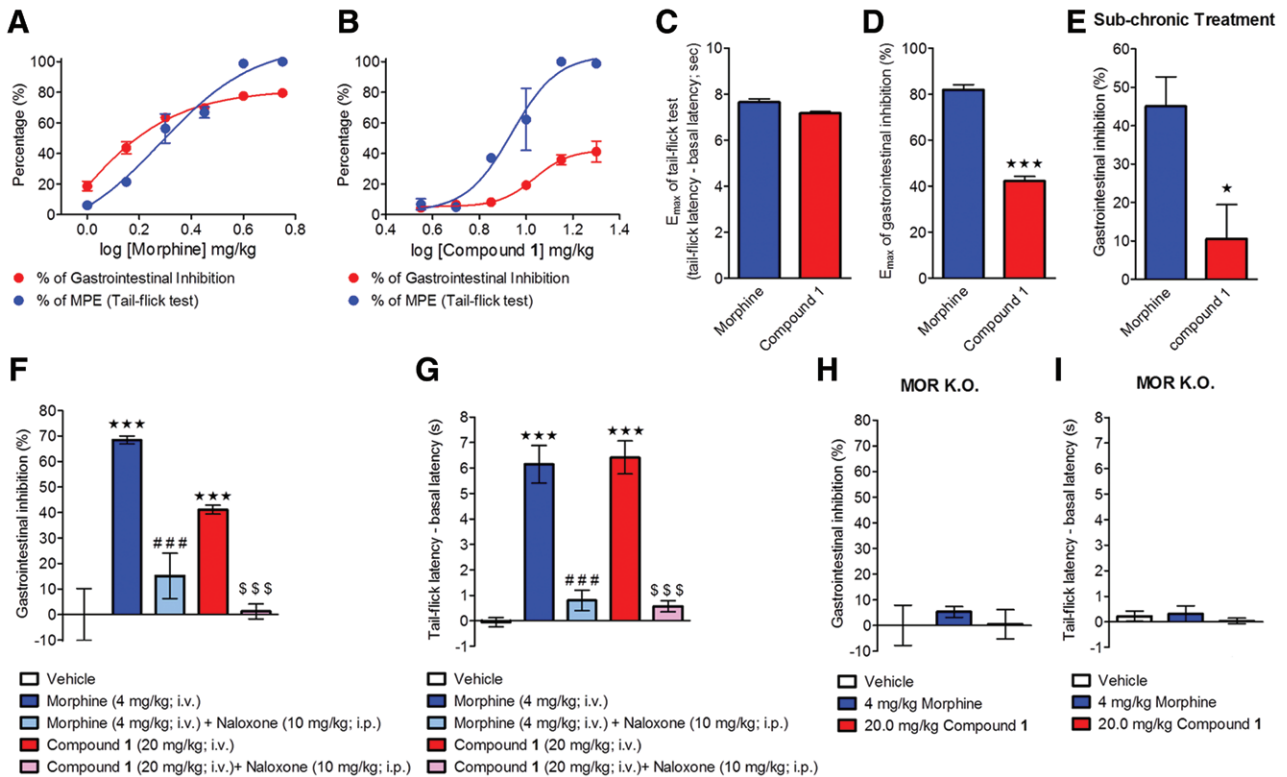 A
Percentage (%)
100
80
60
40
20
0
0.0 0.2 0.4 0.6 0.8
log [Morphine] mg/kg
% of Gastrointestinal Inhibition
% of MPE (Tail-flick test)
B
Percentage (%)
100
80
60
40
20
0
0.4 0.6 0.8 1.0 1.2 1.4
log [Compound 1] mg/kg
% of Gastrointestinal Inhibition
% of MPE (Tail-flick test)
C
Emax of tail-flick test
(tail-flick latency - basal latency; sec)
10
8
6
4
2
0
Morphine
Compound 1
D
Emax of gastrointestinal inhibition (%)
100
80
60
40
20
0
★★★
Morphine
Compound 1
E
Sub-chronic Treatment
Gastrointestinal inhibition (%)
60
50
40
30
20
10
0
★
Morphine
compound 1
F
Gastrointestinal inhibition (%)
80
70
60
50
40
30
20
10
0
-10
★★★
###
★★★
$$$
Vehicle
Morphine (4 mg/kg; i.v.)
Morphine (4 mg/kg; i.v.) + Naloxone (10 mg/kg; i.p.)
Compound 1 (20 mg/kg; i.v.)
Compound 1 (20 mg/kg; i.v.)+ Naloxone (10 mg/kg; i.p.)
G
Tail-flick latency - basal latency (s)
8
7
6
5
4
3
2
1
0
-1
★★★
###
★★★
$$$
Vehicle
Morphine (4 mg/kg; i.v.)
Morphine (4 mg/kg; i.v.) + Naloxone (10 mg/kg; i.p.)
Compound 1 (20 mg/kg; i.v.)
Compound 1 (20 mg/kg; i.v.)+ Naloxone (10 mg/kg; i.p.)
H
MOR K.O.
Gastrointestinal inhibition (%)
80
70
60
50
40
30
20
10
0
-10
Vehicle
4 mg/kg Morphine
20.0 mg/kg Compound 1
I
MOR K.O.
Tail-flick latency - basal latency (s)
8
7
6
5
4
3
2
1
0
-1
Vehicle
4 mg/kg Morphine
20.0 mg/kg Compound 1